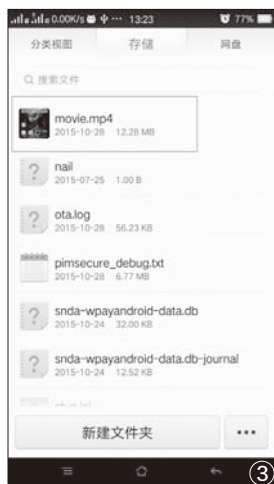 0.00K/s ··· 13:23 77%
分类视图 存储 网盘
搜索文件
movie.mp4
2015-10-28 12.28 MB
nail
2015-07-25 1.00 B
ota.log
2015-10-28 56.23 KB
pimsecure_debug.txt
2015-10-28 6.77 MB
snda-wpayandroid-data.db
2015-10-24 32.00 KB
snda-wpayandroid-data.db-journal
2015-10-24 12.52 KB
新建文件夹 •••
③